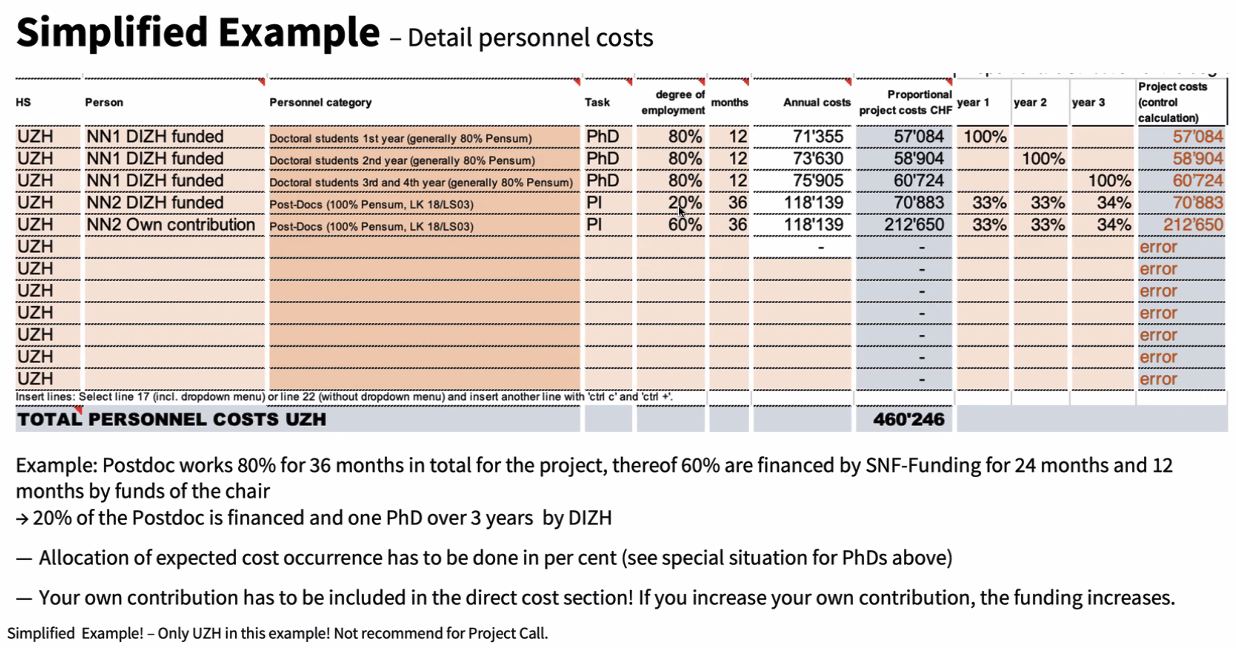 Simplified Example – Detail personnel costs
HS Person Personnel category Task degree of employment months Annual costs Proportional project costs CHF year 1 year 2 year 3 Project costs (control calculation)
UZH NN1 DIZH funded Doctoral students 1st year (generally 80% Pensum) PhD 80% 12 71'355 57'084 100% 57'084
UZH NN1 DIZH funded Doctoral students 2nd year (generally 80% Pensum) PhD 80% 12 73'630 58'904 100% 58'904
UZH NN1 DIZH funded Doctoral students 3rd and 4th year (generally 80% Pensum) PhD 80% 12 75'905 60'724 100% 60'724
UZH NN2 DIZH funded Post-Docs (100% Pensum, LK 18/LS03) PI 20% 36 118'139 70'883 33% 33% 34% 70'883
UZH NN2 Own contribution Post-Docs (100% Pensum, LK 18/LS03) PI 60% 36 118'139 212'650 33% 33% 34% 212'650
UZH - - error
UZH - error
UZH - error
UZH - error
UZH - error
UZH - error
UZH - error
Insert lines: Select line 17 (incl. dropdown menu) or line 22 (without dropdown menu) and insert another line with 'ctrl c' and 'ctrl +'.
TOTAL PERSONNEL COSTS UZH 460'246
Example: Postdoc works 80% for 36 months in total for the project, thereof 60% are financed by SNF-Funding for 24 months and 12
months by funds of the chair
→ 20% of the Postdoc is financed and one PhD over 3 years by DIZH
— Allocation of expected cost occurrence has to be done in per cent (see special situation for PhDs above)
— Your own contribution has to be included in the direct cost section! If you increase your own contribution, the funding increases.
Simplified Example! – Only UZH in this example! Not recommend for Project Call.